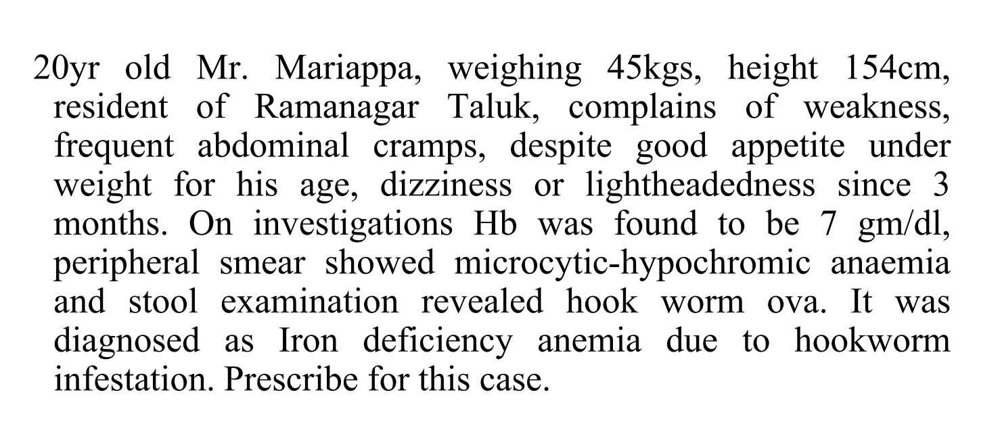 20yr old Mr. Mariappa, weighing 45kgs, height 154cm,
resident of Ramanagar Taluk, complains of weakness,
frequent abdominal cramps, despite good appetite under
weight for his age, dizziness or lightheadedness since 3
months. On investigations Hb was found to be 7 gm/dl,
peripheral smear showed microcytic-hypochromic anaemia
and stool examination revealed hook worm ova. It was
diagnosed as Iron deficiency anemia due to hookworm
infestation. Prescribe for this case.